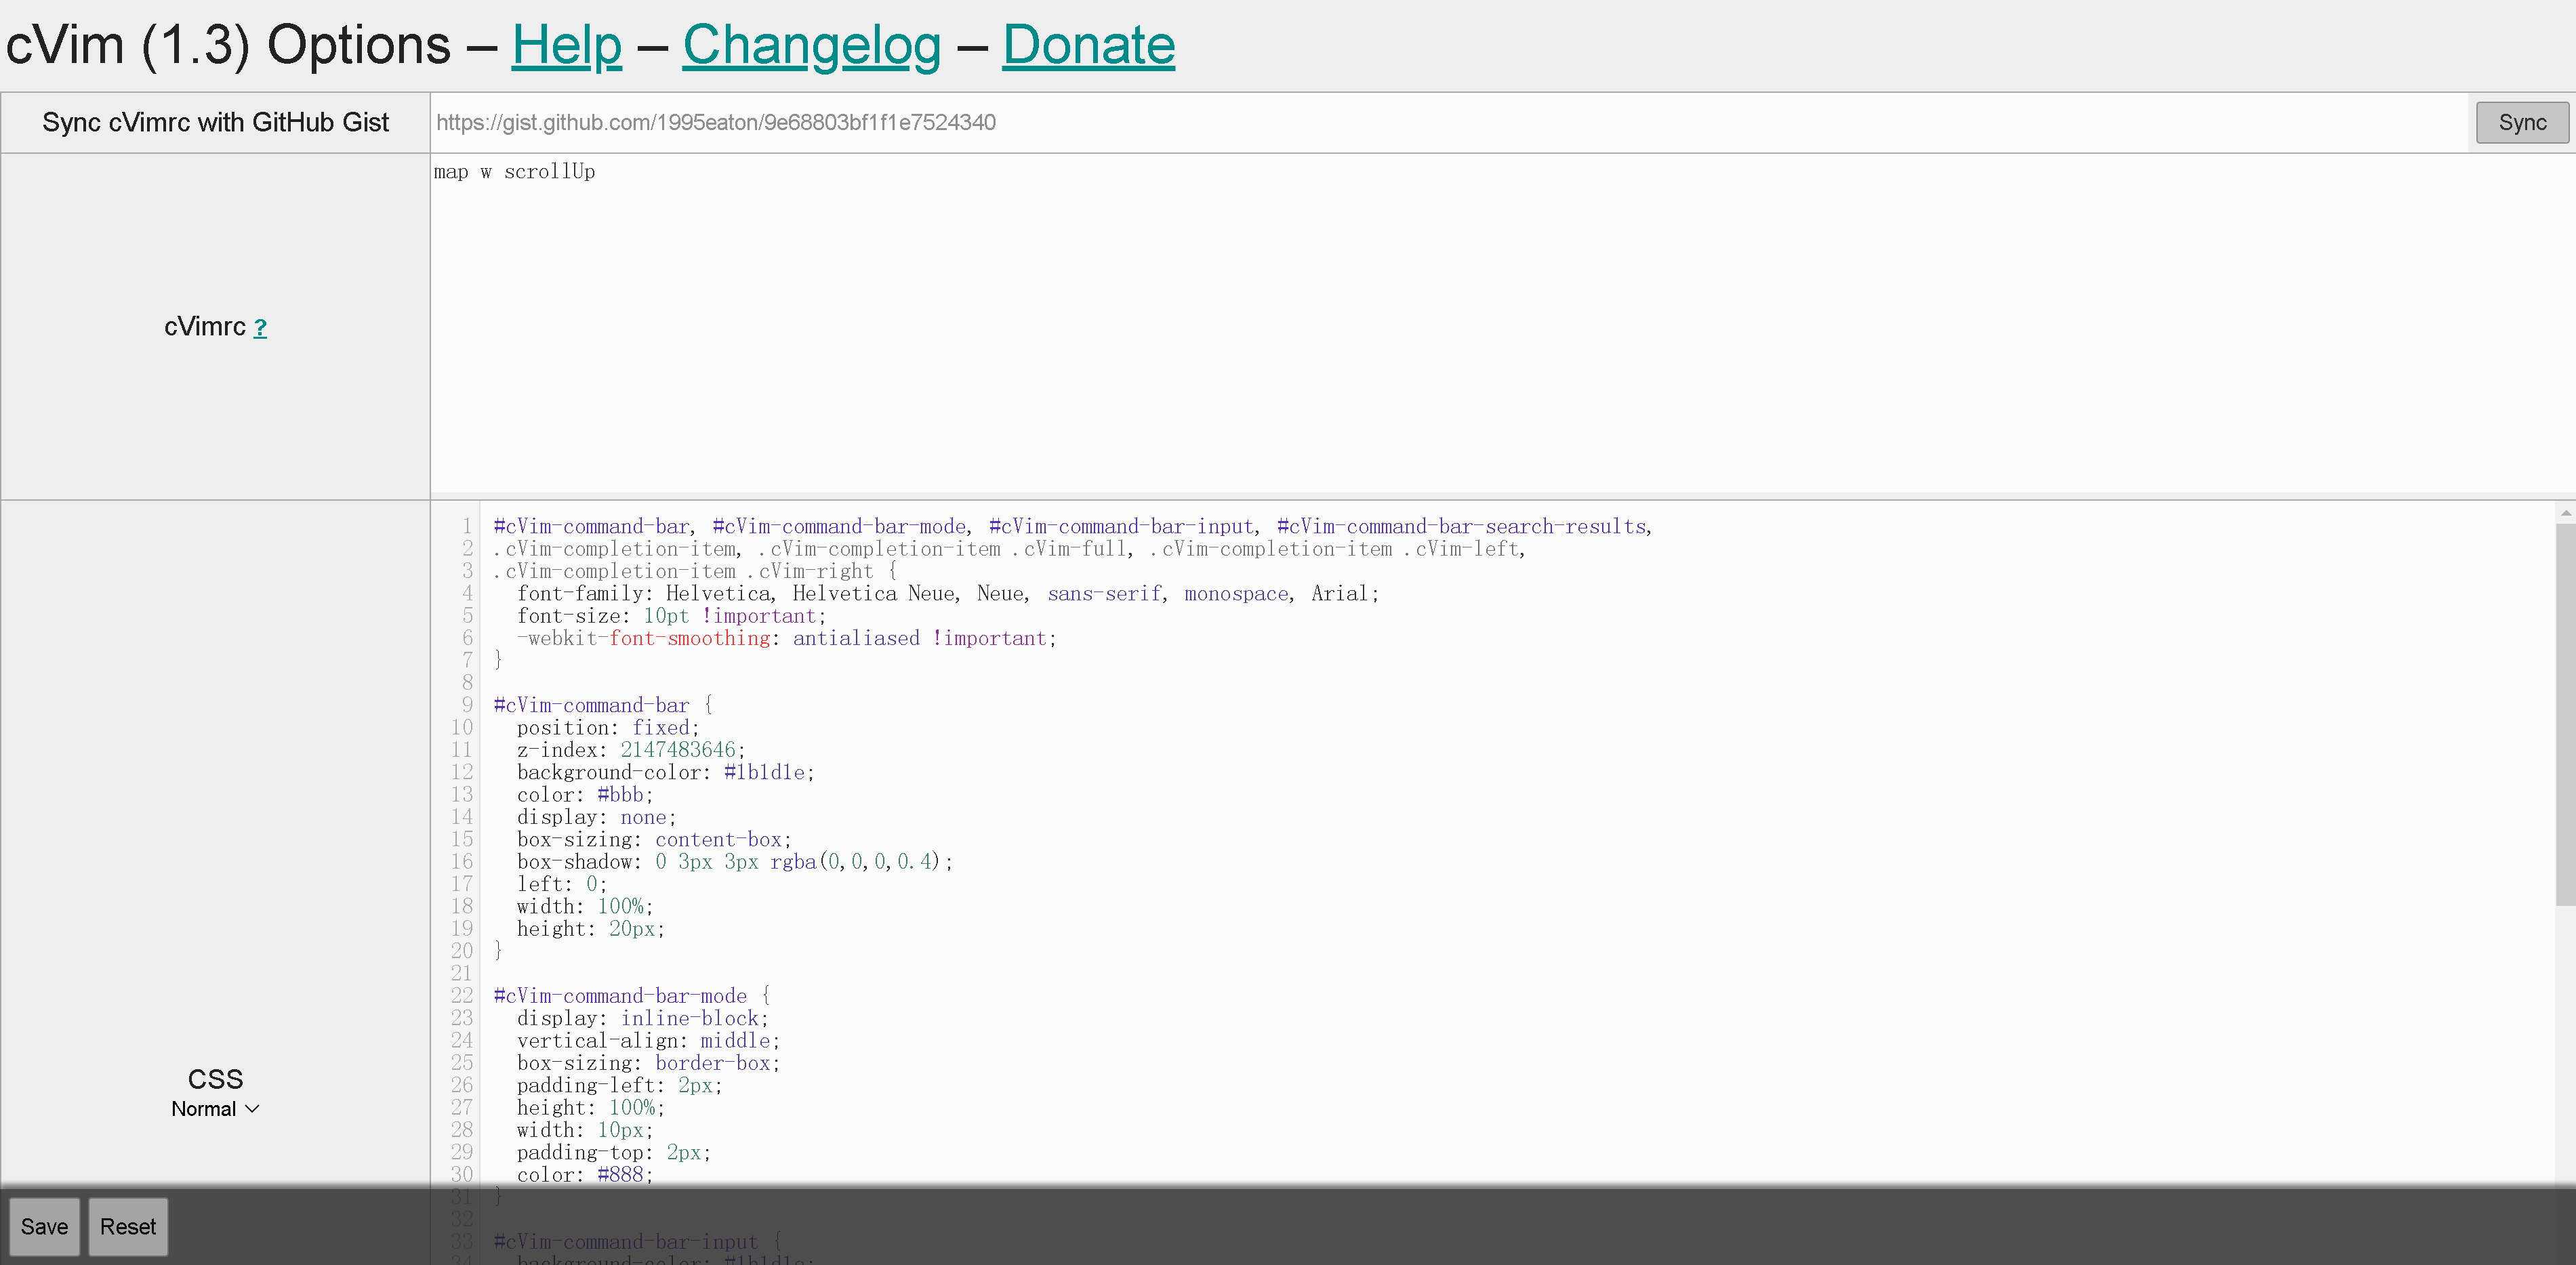 cVim (1.3) Options – Help – Changelog – Donate
Sync cVimrc with GitHub Gist
https://gist.github.com/1995eaton/9e68803bf1f1e7524340
Sync
cVimrc ?
map w scrollUp
CSS
Normal
1 #cVim-command-bar, #cVim-command-bar-mode, #cVim-command-bar-input, #cVim-command-bar-search-results,
2 .cVim-completion-item, .cVim-completion-item .cVim-full, .cVim-completion-item .cVim-left,
3 .cVim-completion-item .cVim-right {
4 font-family: Helvetica, Helvetica Neue, Neue, sans-serif, monospace, Arial;
5 font-size: 10pt !important;
6 -webkit-font-smoothing: antialiased !important;
7 }
8
9 #cVim-command-bar {
10 position: fixed;
11 z-index: 2147483646;
12 background-color: #1b1d1e;
13 color: #bbb;
14 display: none;
15 box-sizing: content-box;
16 box-shadow: 0 3px 3px rgba(0,0,0,0.4);
17 left: 0;
18 width: 100%;
19 height: 20px;
20 }
21
22 #cVim-command-bar-mode {
23 display: inline-block;
24 vertical-align: middle;
25 box-sizing: border-box;
26 padding-left: 2px;
27 height: 100%;
28 width: 10px;
29 padding-top: 2px;
30 color: #888;
31 }
32
33 #cVim-command-bar-input {
34 background-color: #1b1d1e;
Save
Reset